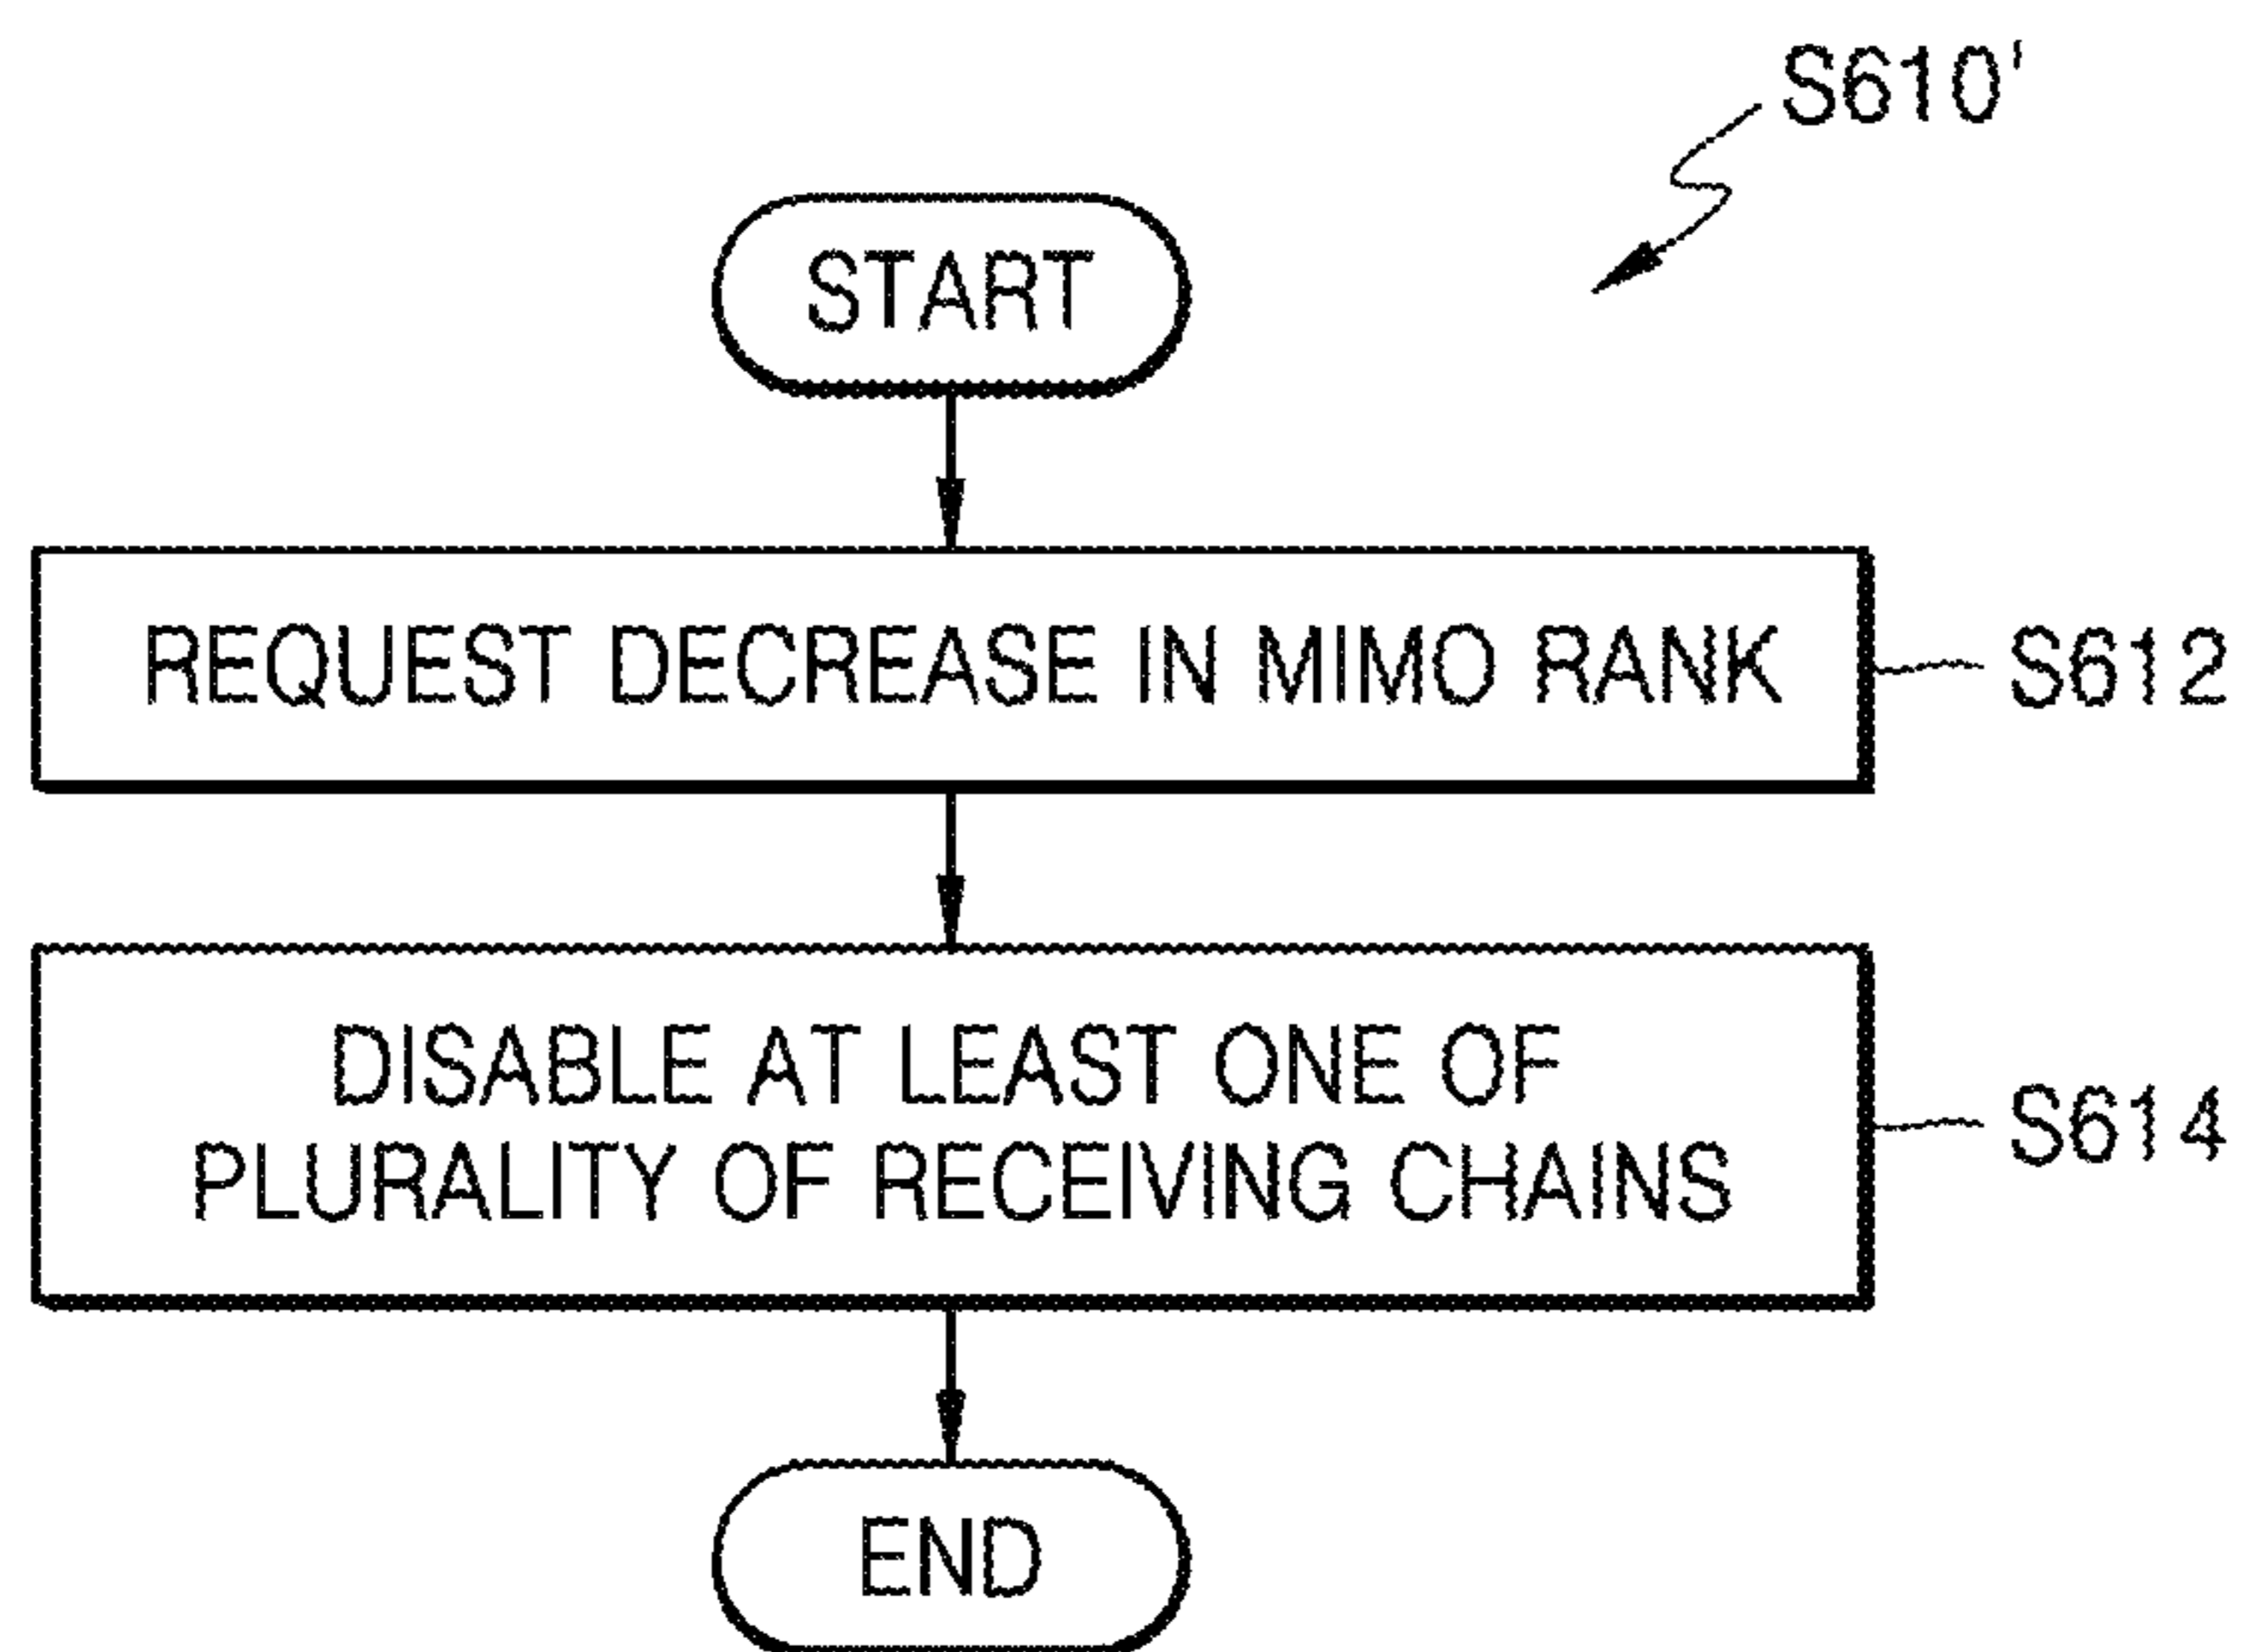 S610'
START
REQUEST DECREASE IN MIMO RANK
S612
DISABLE AT LEAST ONE OF
PLURALITY OF RECEIVING CHAINS
S614
END